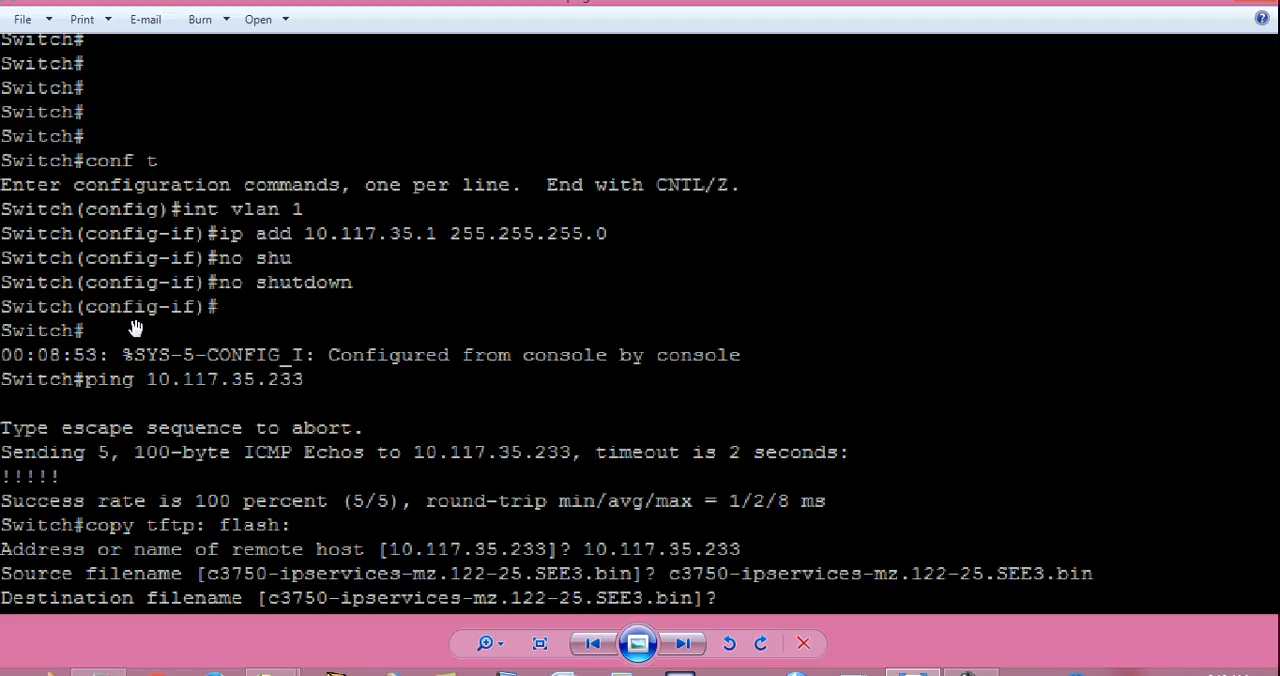 File Print E-mail Burn Open
Switch#
Switch#
Switch#
Switch#
Switch#
Switch#conf t
Enter configuration commands, one per line.  End with CNTL/Z.
Switch(config)#int vlan 1
Switch(config-if)#ip add 10.117.35.1 255.255.255.0
Switch(config-if)#no shu
Switch(config-if)#no shutdown
Switch(config-if)#
Switch#
00:08:53: %SYS-5-CONFIG_I: Configured from console by console
Switch#ping 10.117.35.233
Type escape sequence to abort.
Sending 5, 100-byte ICMP Echos to 10.117.35.233, timeout is 2 seconds:
!!!!!
Success rate is 100 percent (5/5), round-trip min/avg/max = 1/2/8 ms
Switch#copy tftp: flash:
Address or name of remote host [10.117.35.233]? 10.117.35.233
Source filename [c3750-ipservices-mz.122-25.SEE3.bin]? c3750-ipservices-mz.122-25.SEE3.bin
Destination filename [c3750-ipservices-mz.122-25.SEE3.bin]?